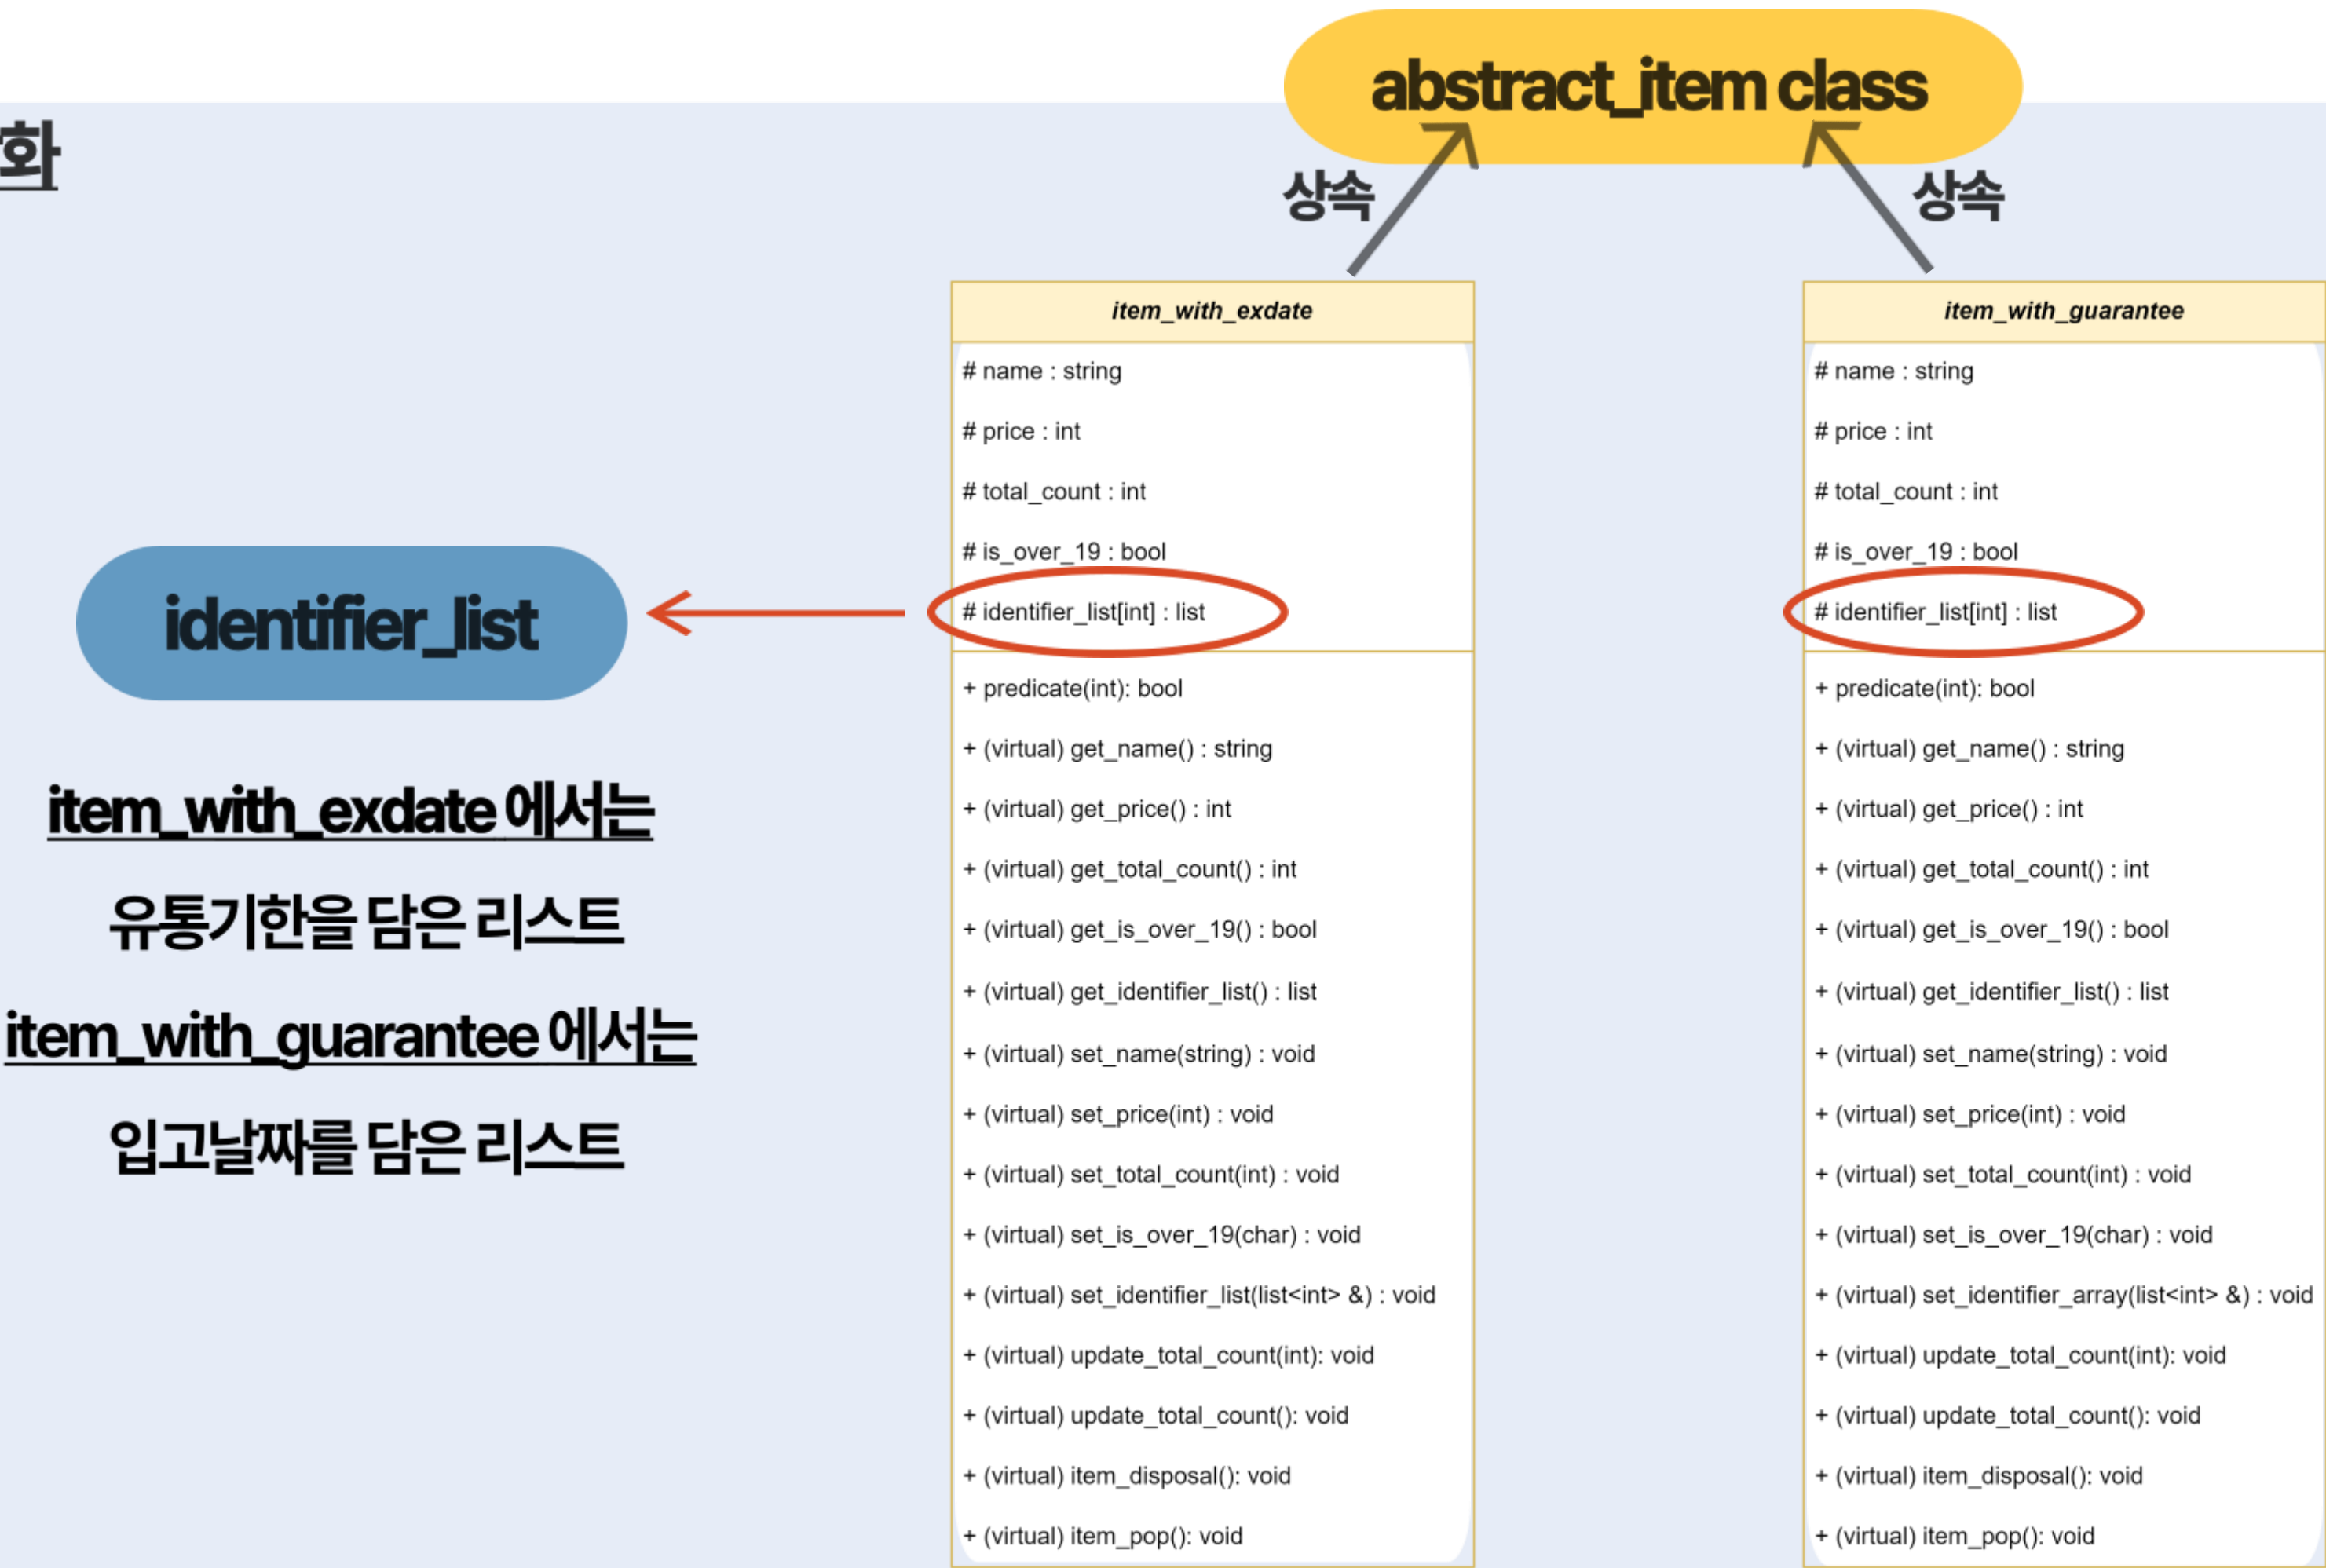 abstract_item class
화
상속
상속
identifier_list
item_with_exdate 에서는
유통기한을 담은 리스트
item_with_guarantee 에서는
입고날짜를 담은 리스트
item_with_exdate
# name : string
# price : int
# total_count : int
# is_over_19 : bool
# identifier_list[int] : list
+ predicate(int): bool
+ (virtual) get_name() : string
+ (virtual) get_price() : int
+ (virtual) get_total_count() : int
+ (virtual) get_is_over_19() : bool
+ (virtual) get_identifier_list() : list
+ (virtual) set_name(string) : void
+ (virtual) set_price(int) : void
+ (virtual) set_total_count(int) : void
+ (virtual) set_is_over_19(char) : void
+ (virtual) set_identifier_list(list<int> &) : void
+ (virtual) update_total_count(int): void
+ (virtual) update_total_count(): void
+ (virtual) item_disposal(): void
+ (virtual) item_pop(): void
item_with_guarantee
# name : string
# price : int
# total_count : int
# is_over_19 : bool
# identifier_list[int] : list
+ predicate(int): bool
+ (virtual) get_name() : string
+ (virtual) get_price() : int
+ (virtual) get_total_count() : int
+ (virtual) get_is_over_19() : bool
+ (virtual) get_identifier_list() : list
+ (virtual) set_name(string) : void
+ (virtual) set_price(int) : void
+ (virtual) set_total_count(int) : void
+ (virtual) set_is_over_19(char) : void
+ (virtual) set_identifier_array(list<int> &) : void
+ (virtual) update_total_count(int): void
+ (virtual) update_total_count(): void
+ (virtual) item_disposal(): void
+ (virtual) item_pop(): void